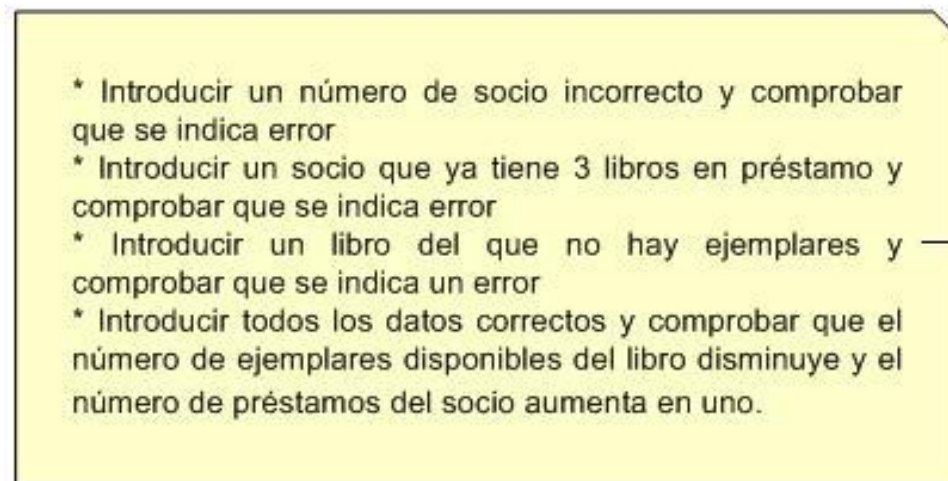 * Introducir un número de socio incorrecto y comprobar
que se indica error
* Introducir un socio que ya tiene 3 libros en préstamo y
comprobar que se indica error
* Introducir un libro del que no hay ejemplares y
comprobar que se indica un error
* Introducir todos los datos correctos y comprobar que el
número de ejemplares disponibles del libro disminuye y el
número de préstamos del socio aumenta en uno.